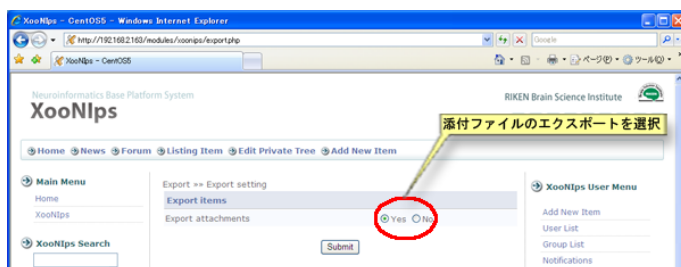 XooNIps - CentOS5 - Windows Internet Explorer
http://192.168.2.163/modules/xoonips/export.php
Google
XooNIps - CentOS5
ページ(P)
ツール(O)
Neuroinformatics Base Platform System
XooNIps
RIKEN Brain Science Institute
添付ファイルのエクスポートを選択
Home News Forum Listing Item Edit Private Tree Add New Item
Main Menu
Home
XooNIps
XooNIps Search
Export »» Export setting
Export items
Export attachments
Yes No
Submit
XooNIps User Menu
Add New Item
User List
Group List
Notifications